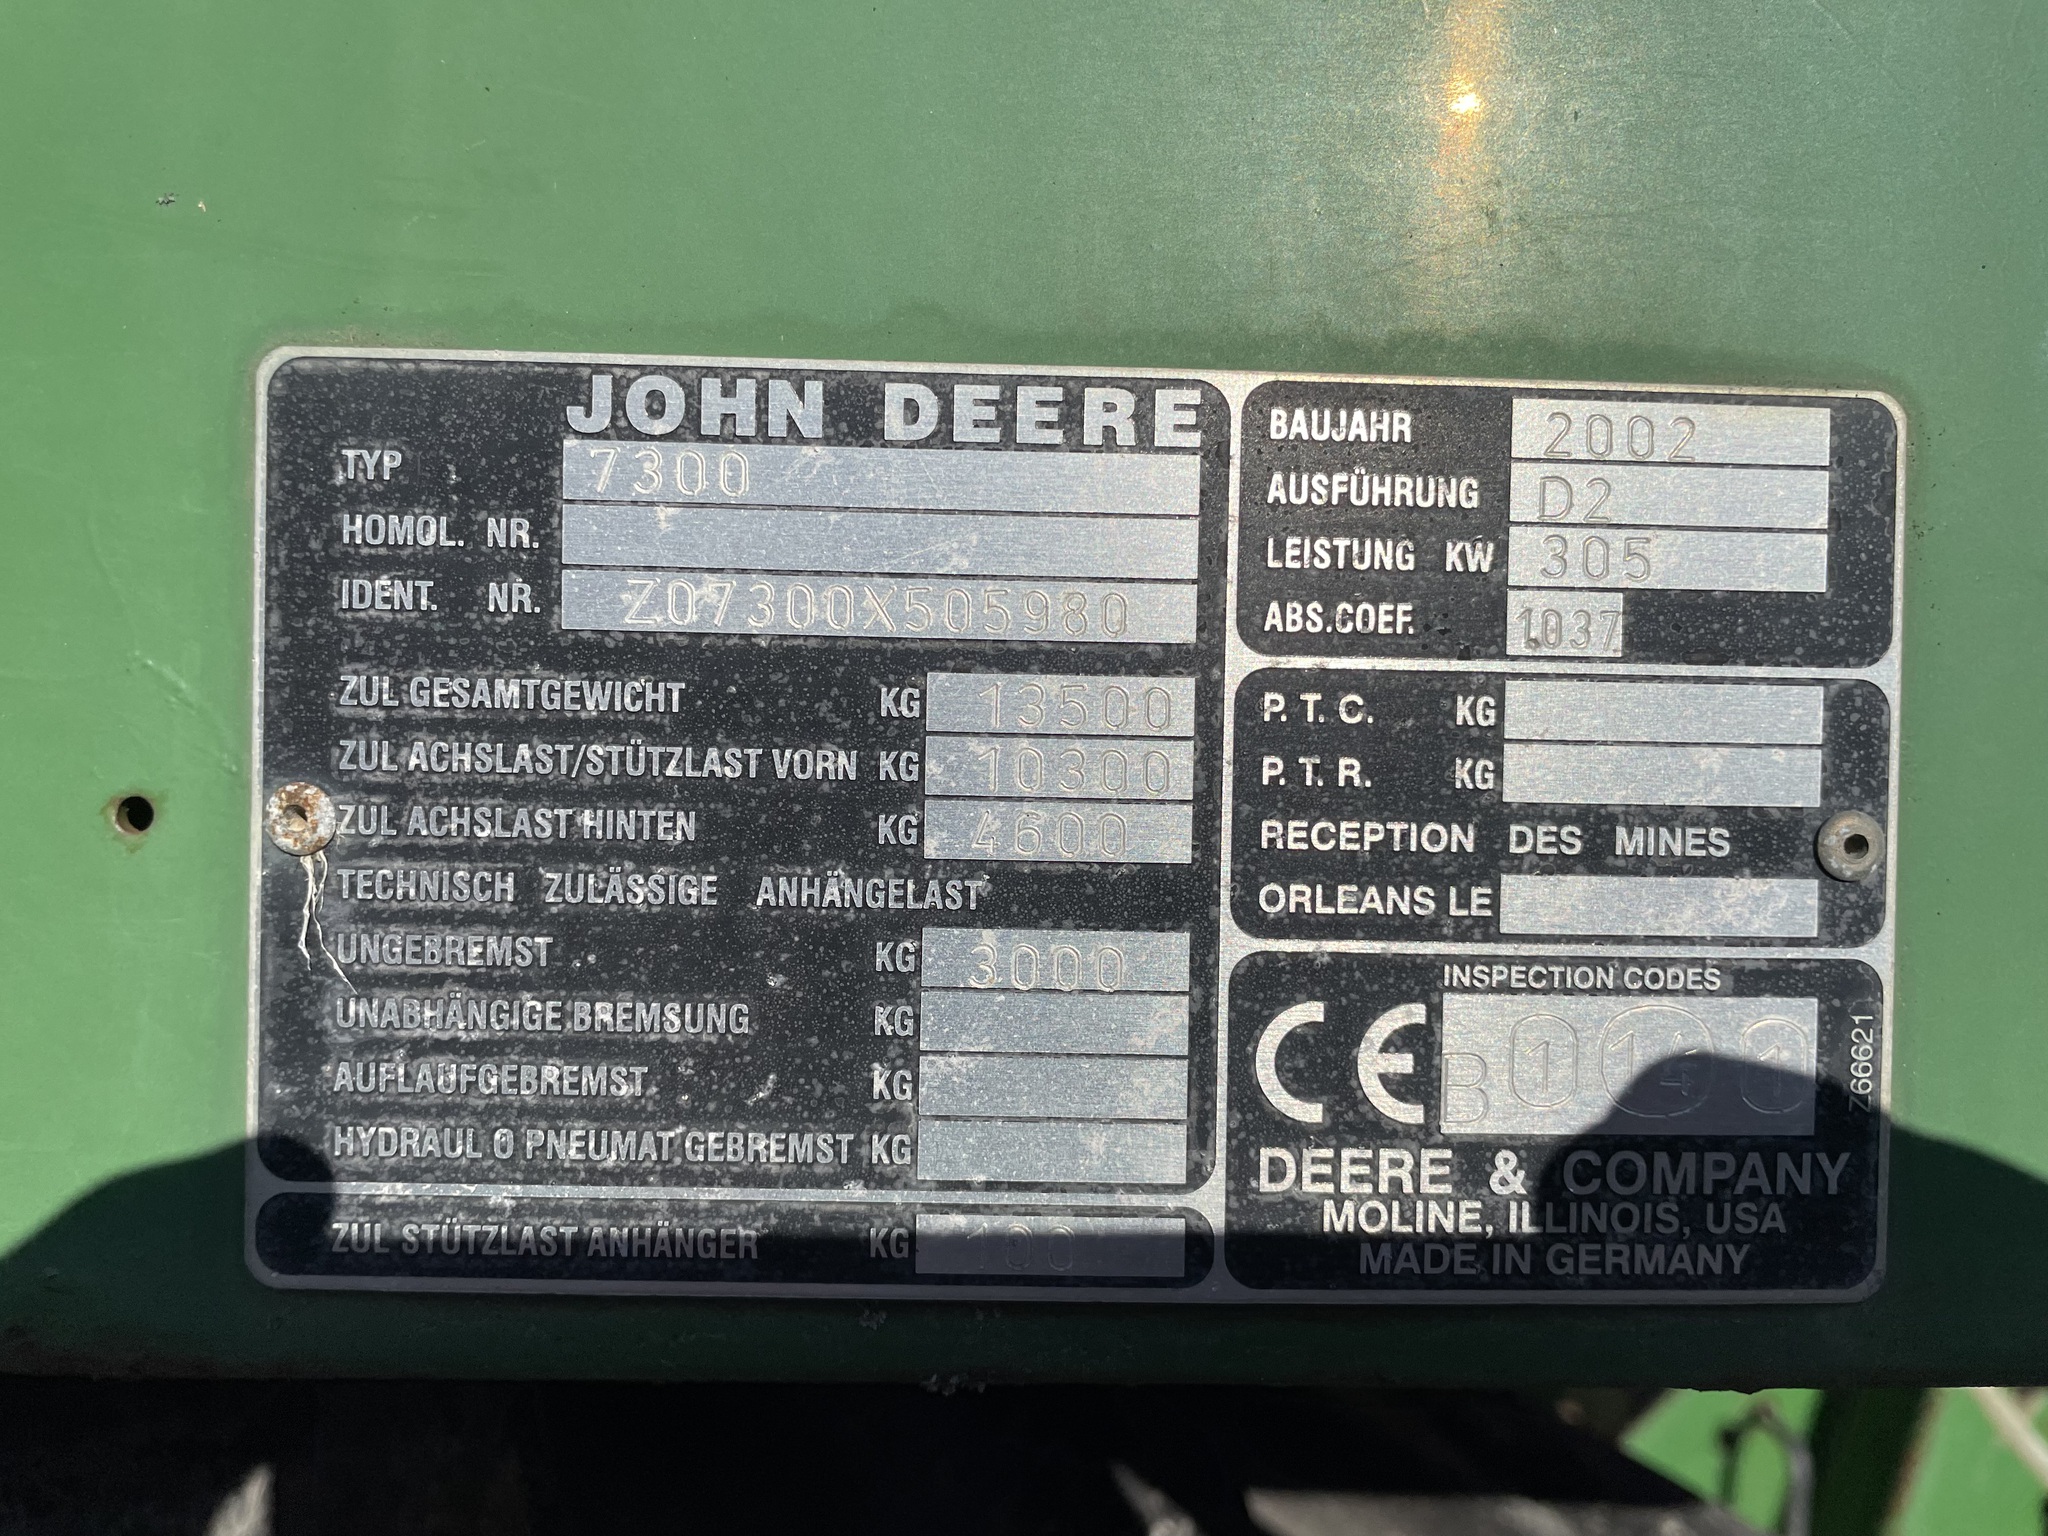 JOHN DEERE
TYP 7300
HOMOL. NR.
IDENT. NR. Z07300X505980
ZUL GESAMTGEWICHT KG 13500
ZUL ACHSLAST/STÜTZLAST VORN KG 10300
ZUL ACHSLAST HINTEN KG 4600
TECHNISCH ZULÄSSIGE ANHÄNGELAST
UNGEBREMST KG 3000
UNABHÄNGIGE BREMSUNG KG
AUFLAUFGEBREMST KG
HYDRAUL O PNEUMAT GEBREMST KG
ZUL STÜTZLAST ANHÄNGER KG 100
BAUJAHR 2002
AUSFÜHRUNG D2
LEISTUNG KW 305
ABS.COEF. 1037
P. T. C. KG
P. T. R. KG
RECEPTION DES MINES
ORLEANS LE
INSPECTION CODES
CE B 1 14 1
Z66621
DEERE & COMPANY
MOLINE, ILLINOIS, USA
MADE IN GERMANY